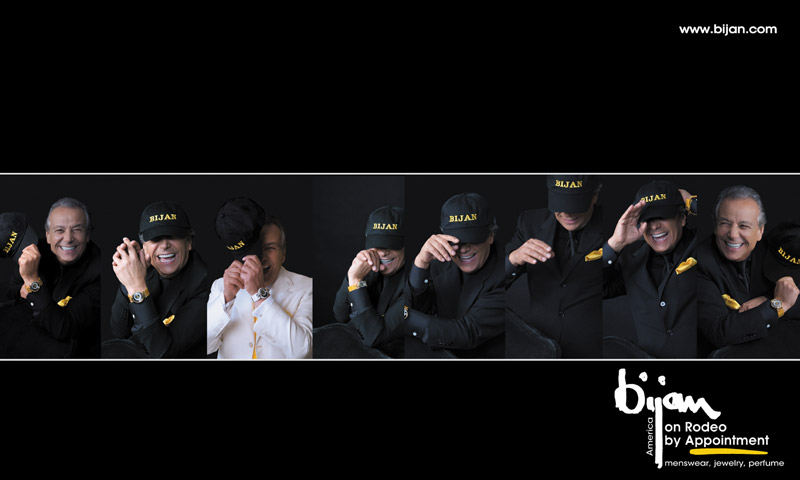 www.bijan.com
BIJAN
BIJAN
BIJAN
BIJAN
BIJAN
BIJAN
BIJAN
bijan
America
on Rodeo
by Appointment
menswear, jewelry, perfume